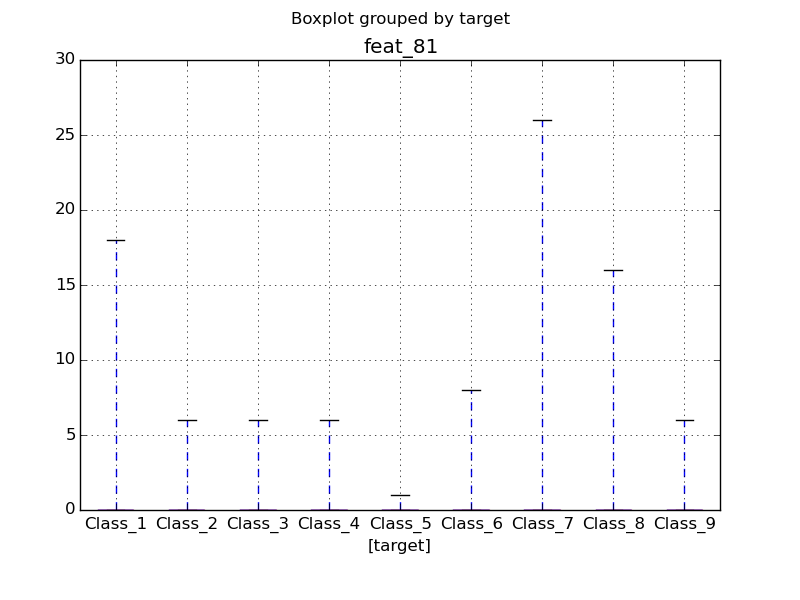 Boxplot grouped by target
feat_81
30
25
20
15
10
5
0
Class_1 Class_2 Class_3 Class_4 Class_5 Class_6 Class_7 Class_8 Class_9
[target]